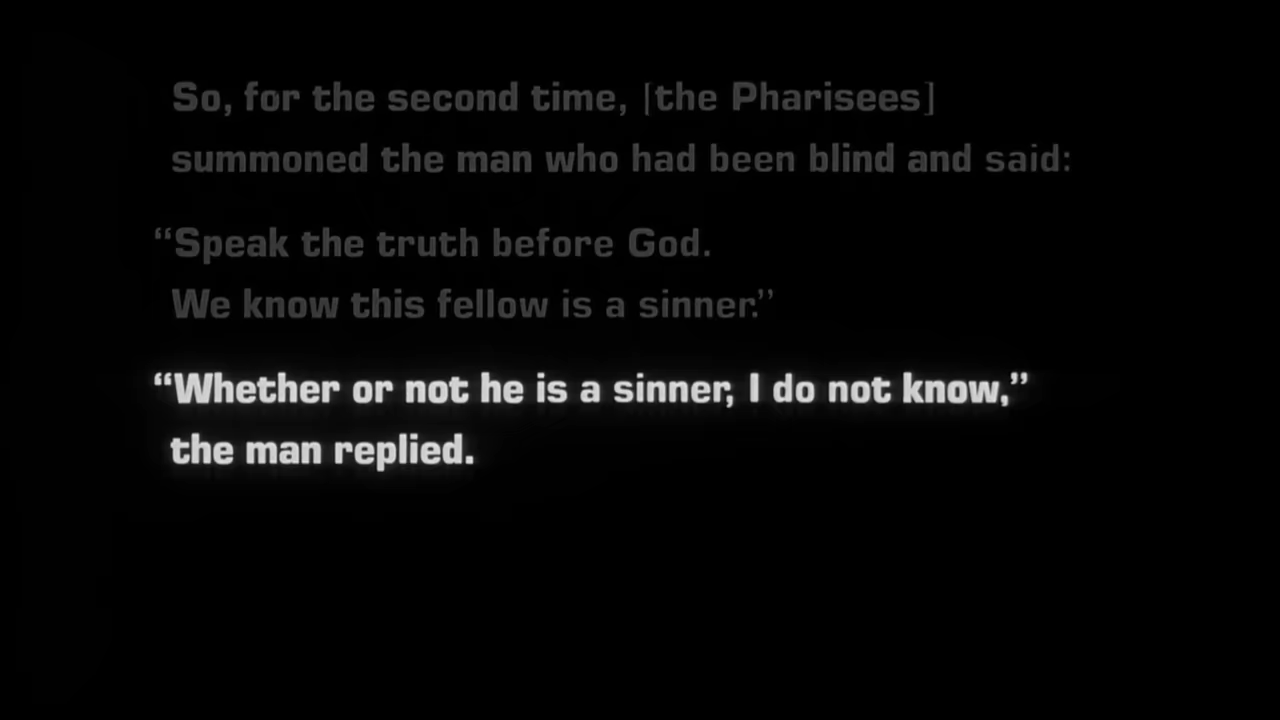 So, for the second time, [the Pharisees]
summoned the man who had been blind and said:
“Speak the truth before God.
We know this fellow is a sinner.”
“Whether or not he is a sinner, I do not know,”
the man replied.